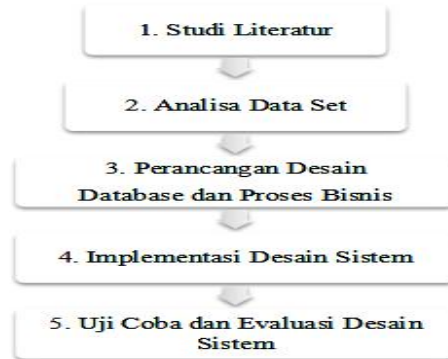 1. Studi Literatur
2. Analisa Data Set
3. Perancangan Desain
Database dan Proses Bisnis
4. Implementasi Desain Sistem
5. Uji Coba dan Evaluasi Desain
Sistem